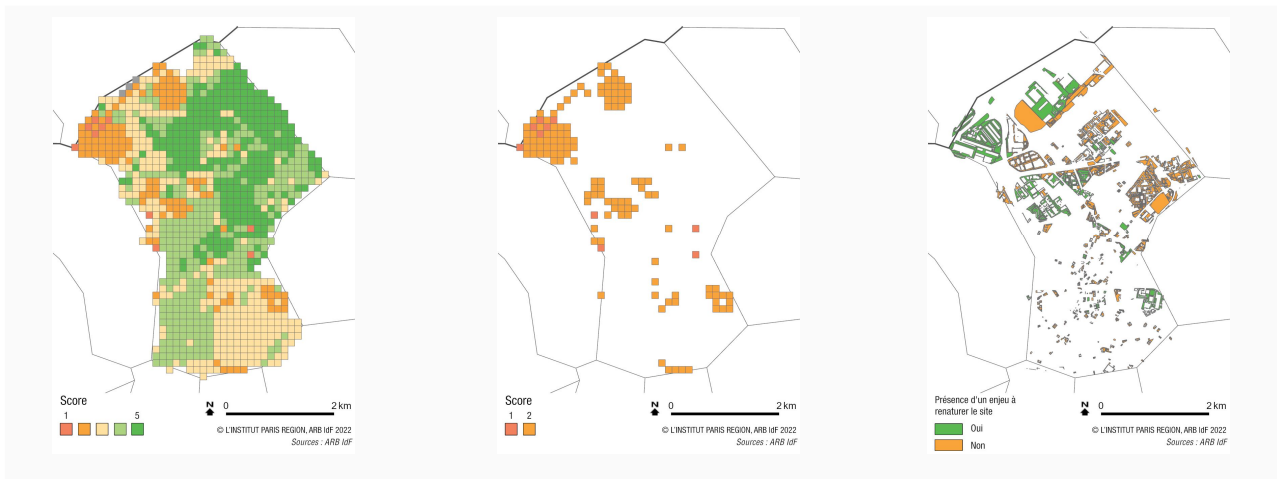 Score
1 5
N 0 2 km
© L'INSTITUT PARIS REGION, ARB IdF 2022
Sources : ARB IdF
Score
1 2
N 0 2 km
© L'INSTITUT PARIS REGION, ARB IdF 2022
Sources : ARB IdF
Présence d'un enjeu à
renaturer le site
Oui
Non
N 0 2 km
© L'INSTITUT PARIS REGION, ARB IdF 2022
Sources : ARB IdF